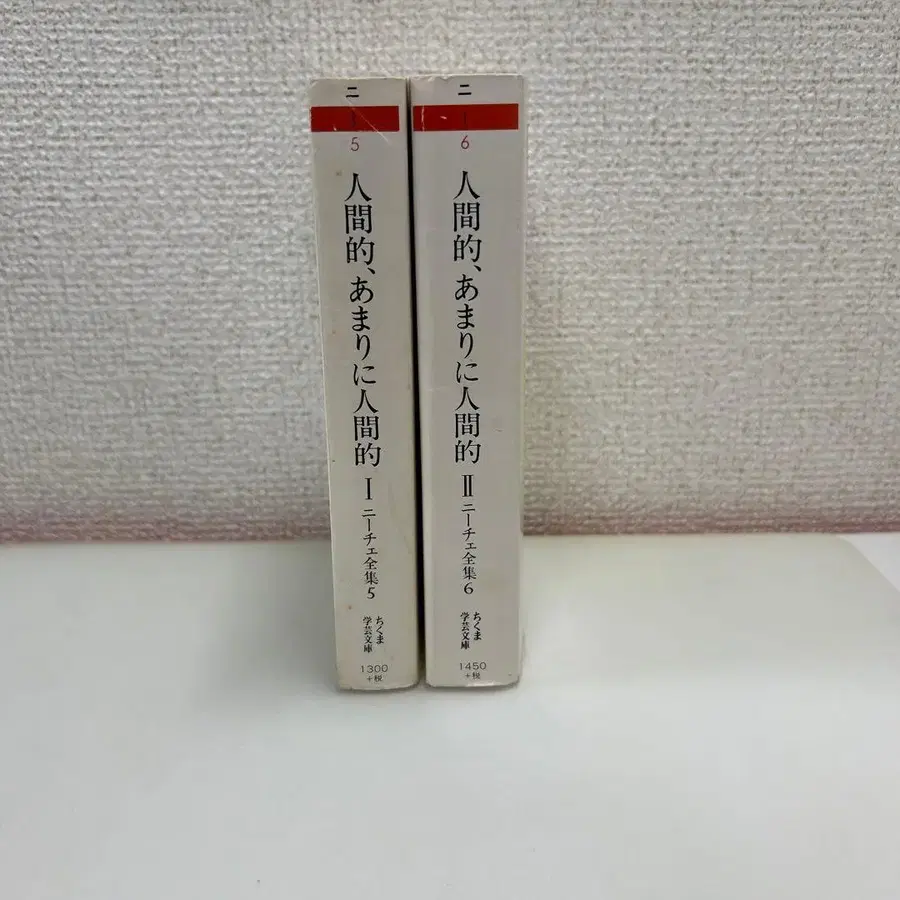 ニ
1
5
人間的、あまりに人間的 Ⅰ ニーチェ全集5
ちくま
学芸文庫
1300
+税
ニ
1
6
人間的、あまりに人間的 Ⅱ ニーチェ全集6
ちくま
学芸文庫
1450
+税